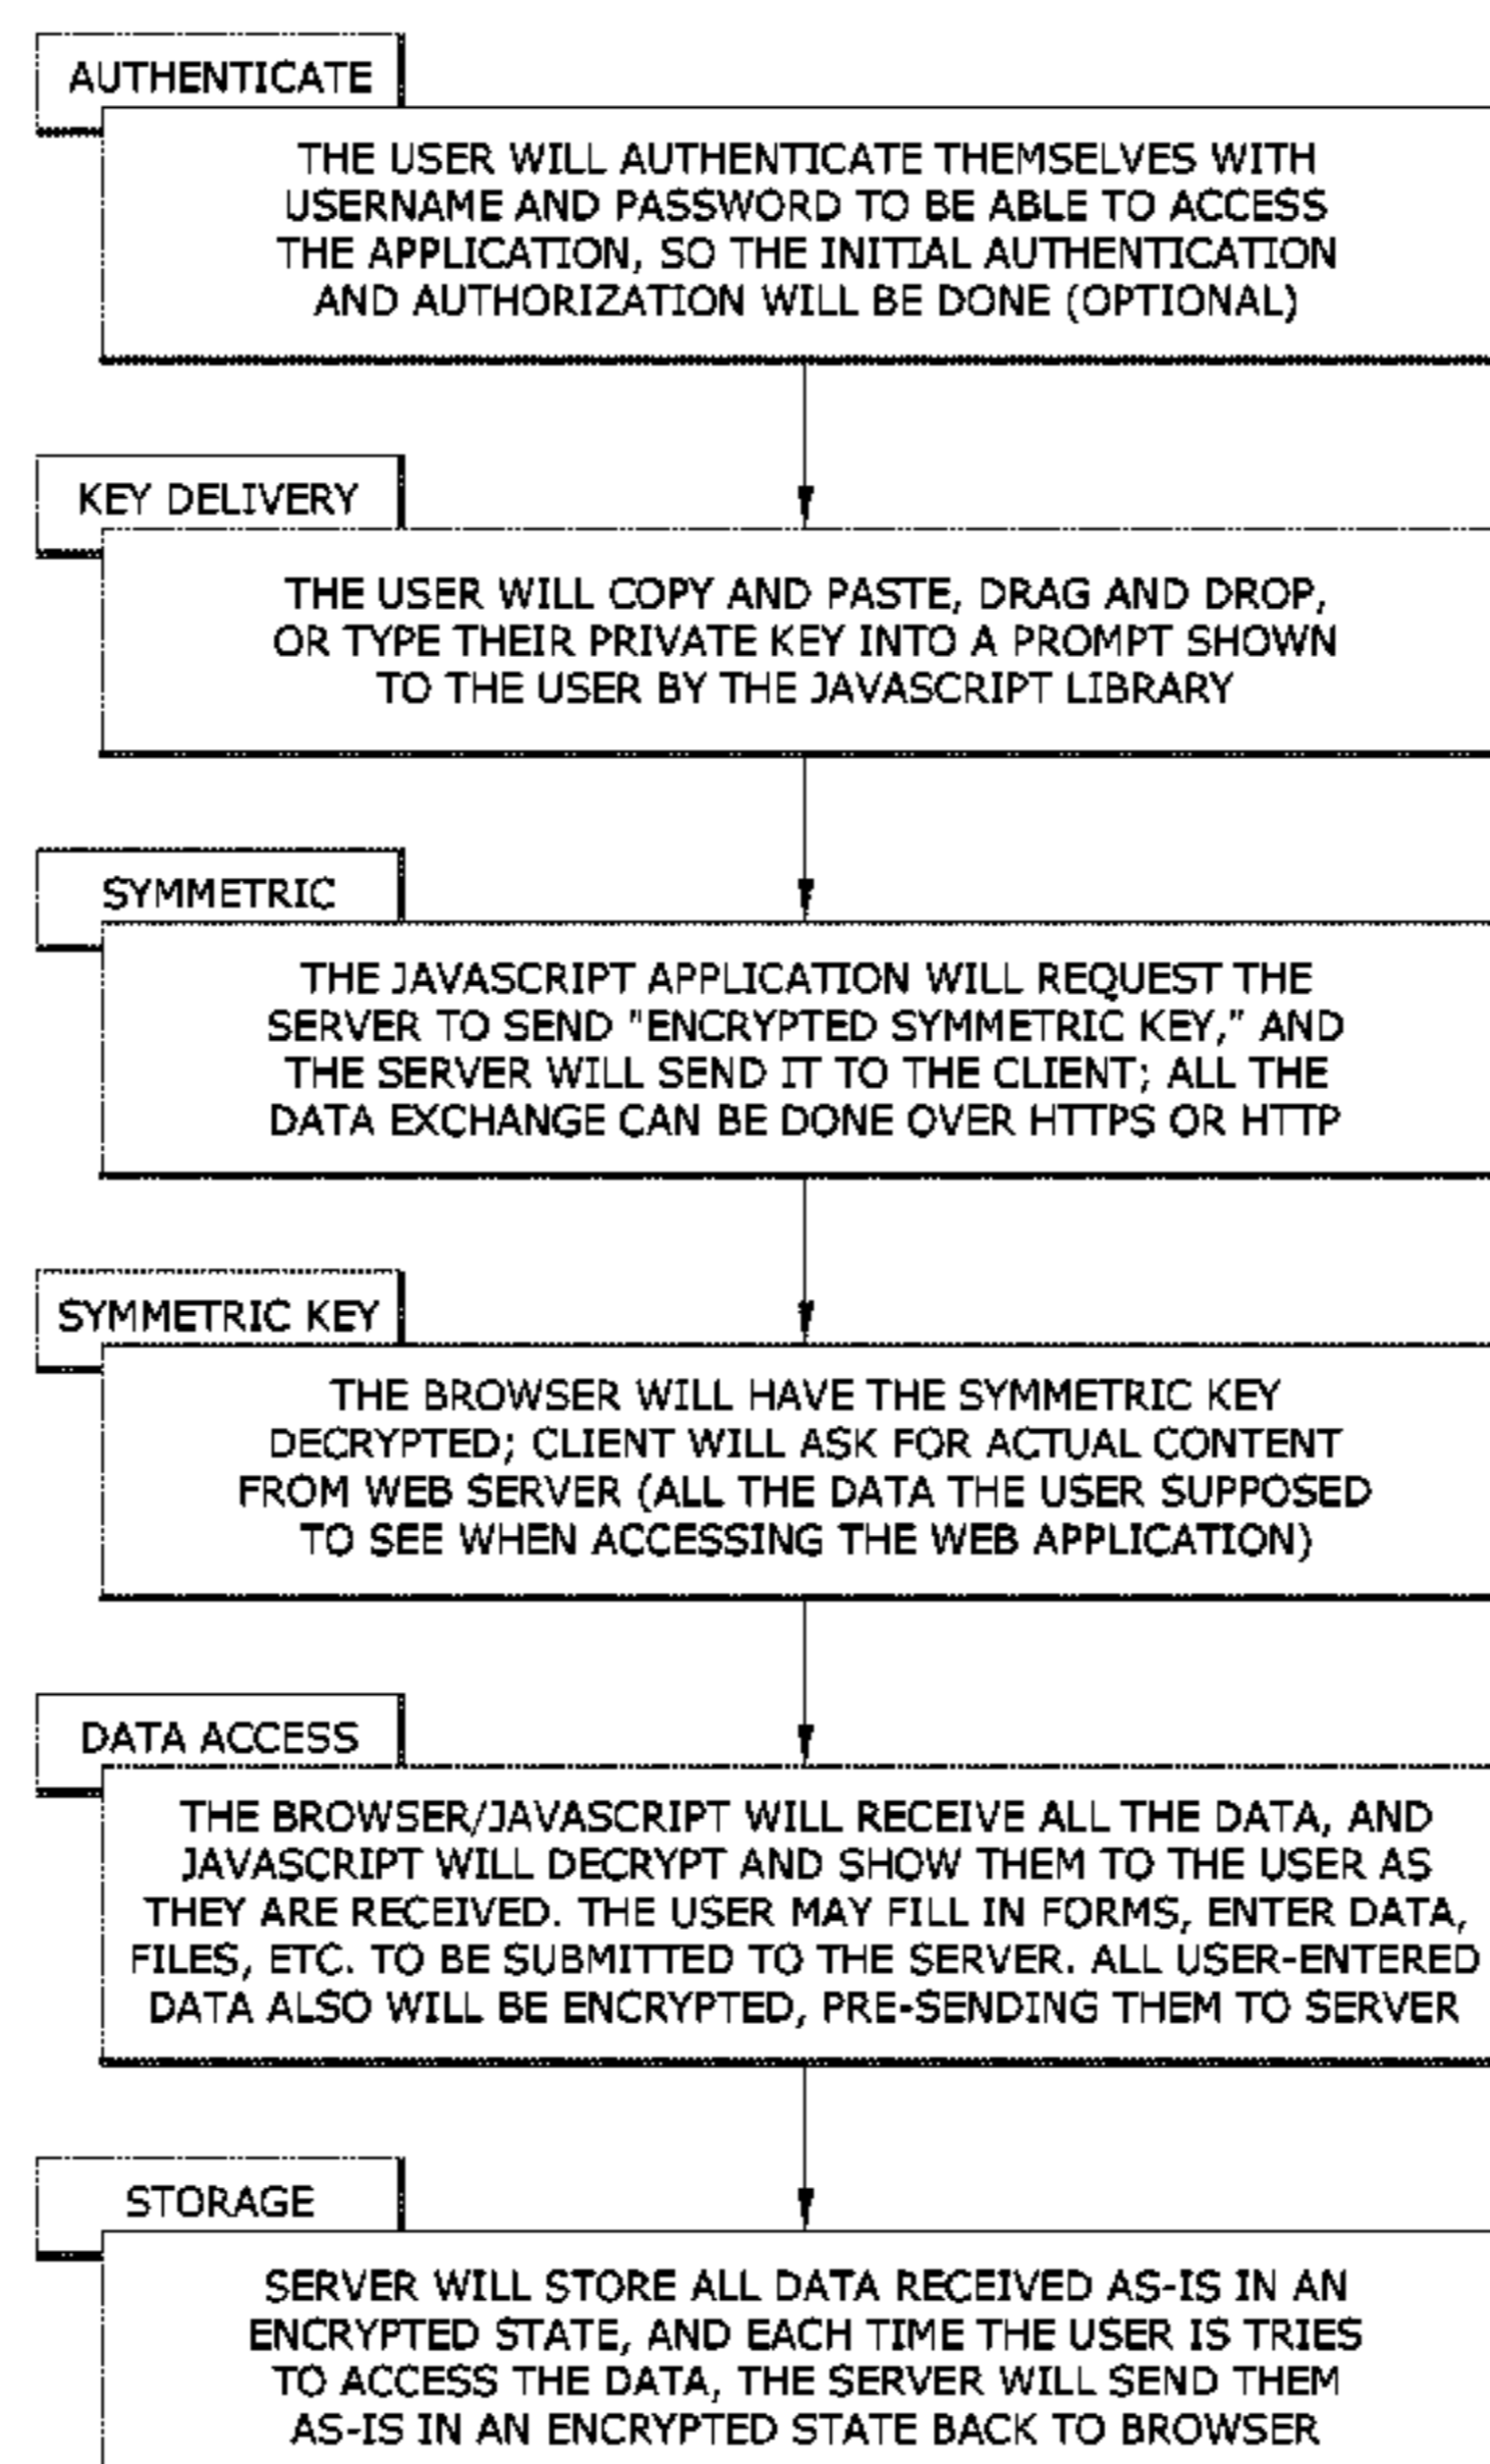 AUTHENTICATE
THE USER WILL AUTHENTICATE THEMSELVES WITH
USERNAME AND PASSWORD TO BE ABLE TO ACCESS
THE APPLICATION, SO THE INITIAL AUTHENTICATION
AND AUTHORIZATION WILL BE DONE (OPTIONAL)
KEY DELIVERY
THE USER WILL COPY AND PASTE, DRAG AND DROP,
OR TYPE THEIR PRIVATE KEY INTO A PROMPT SHOWN
TO THE USER BY THE JAVASCRIPT LIBRARY
SYMMETRIC
THE JAVASCRIPT APPLICATION WILL REQUEST THE
SERVER TO SEND "ENCRYPTED SYMMETRIC KEY," AND
THE SERVER WILL SEND IT TO THE CLIENT; ALL THE
DATA EXCHANGE CAN BE DONE OVER HTTPS OR HTTP
SYMMETRIC KEY
THE BROWSER WILL HAVE THE SYMMETRIC KEY
DECRYPTED; CLIENT WILL ASK FOR ACTUAL CONTENT
FROM WEB SERVER (ALL THE DATA THE USER SUPPOSED
TO SEE WHEN ACCESSING THE WEB APPLICATION)
DATA ACCESS
THE BROWSER/JAVASCRIPT WILL RECEIVE ALL THE DATA, AND
JAVASCRIPT WILL DECRYPT AND SHOW THEM TO THE USER AS
THEY ARE RECEIVED. THE USER MAY FILL IN FORMS, ENTER DATA,
FILES, ETC. TO BE SUBMITTED TO THE SERVER. ALL USER-ENTERED
DATA ALSO WILL BE ENCRYPTED, PRE-SENDING THEM TO SERVER
STORAGE
SERVER WILL STORE ALL DATA RECEIVED AS-IS IN AN
ENCRYPTED STATE, AND EACH TIME THE USER IS TRIES
TO ACCESS THE DATA, THE SERVER WILL SEND THEM
AS-IS IN AN ENCRYPTED STATE BACK TO BROWSER